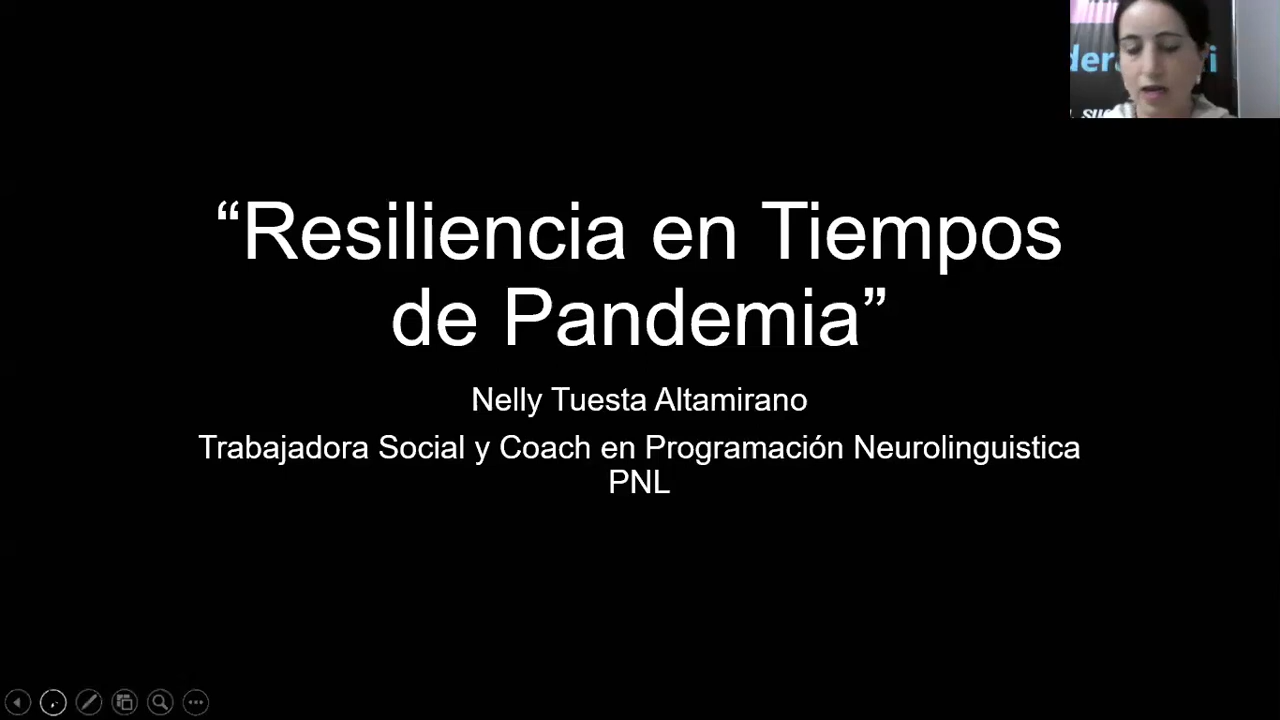 “Resiliencia en Tiempos
de Pandemia”
Nelly Tuesta Altamirano
Trabajadora Social y Coach en Programación Neurolinguistica
PNL